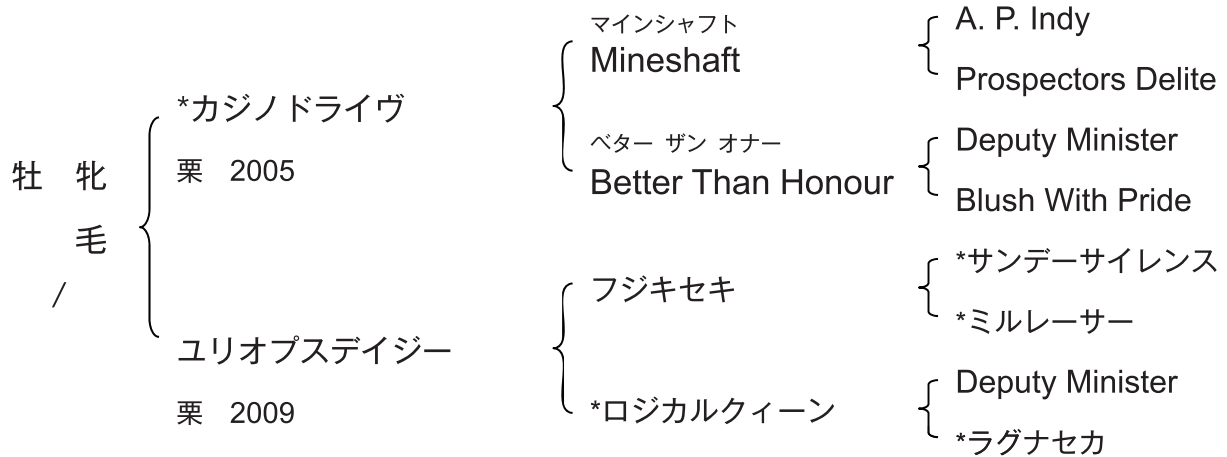 牡 牝
毛
/
*カジノドライヴ
栗 2005
ユリオプスデイジー
栗 2009
マインシャフト
Mineshaft
ベター ザン オナー
Better Than Honour
フジキセキ
*ロジカルクィーン
A. P. Indy
Prospectors Delite
Deputy Minister
Blush With Pride
*サンデーサイレンス
*ミルレーサー
Deputy Minister
*ラグナセカ